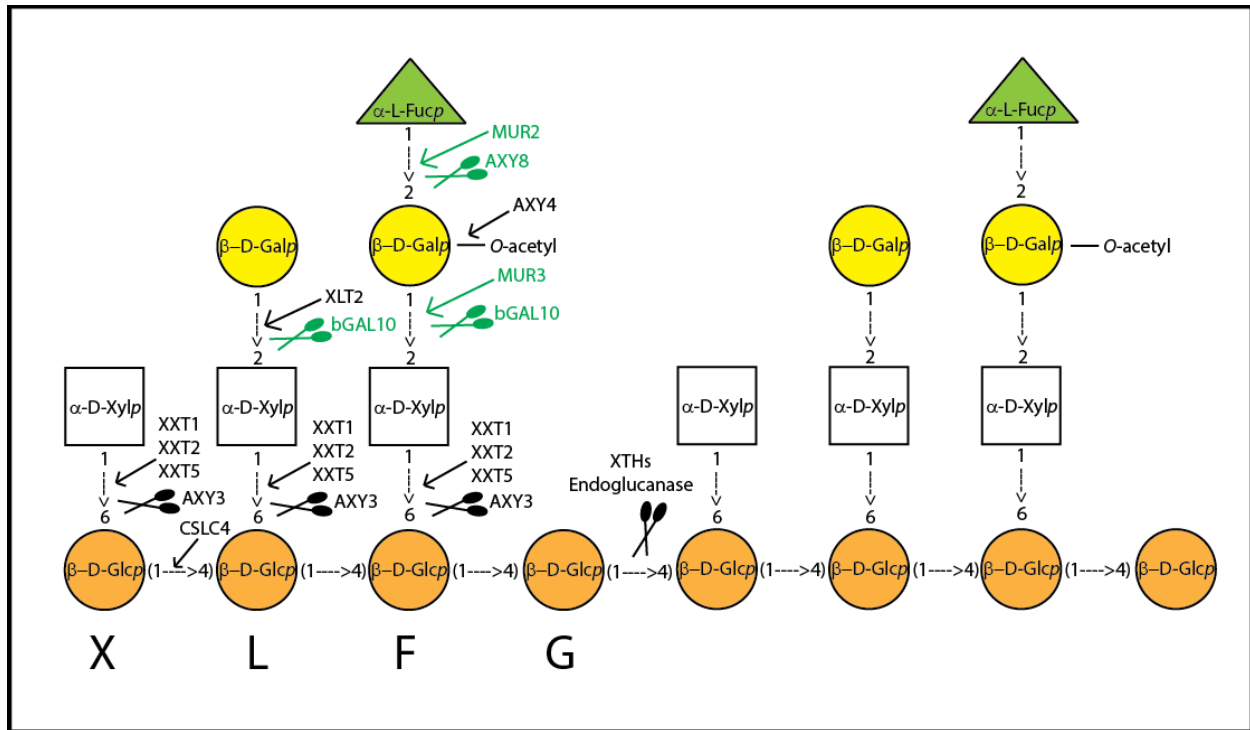 α-L-Fucp α-L-Fucp
1 1
MUR2
AXY8
2 2
AXY4
β–D-Galp β–D-Galp O-acetyl β–D-Galp β–D-Galp O-acetyl
MUR3
1 1 1 1
XLT2
bGAL10 bGAL10
2 2 2 2
α-D-Xylp α-D-Xylp α-D-Xylp α-D-Xylp α-D-Xylp α-D-Xylp
XXT1 XXT1 XXT1
1 1 1 1 1 1
XXT2 XXT2 XXT2 XTHs
XXT5 XXT5 XXT5 Endoglucanase
AXY3 AXY3 AXY3
6 6 6 6 6 6
CSLC4
β–D-Glcp (1---->4) β–D-Glcp (1---->4) β–D-Glcp (1---->4) β–D-Glcp (1---->4) β–D-Glcp (1---->4) β–D-Glcp (1---->4) β–D-Glcp (1---->4) β–D-Glcp
X L F G